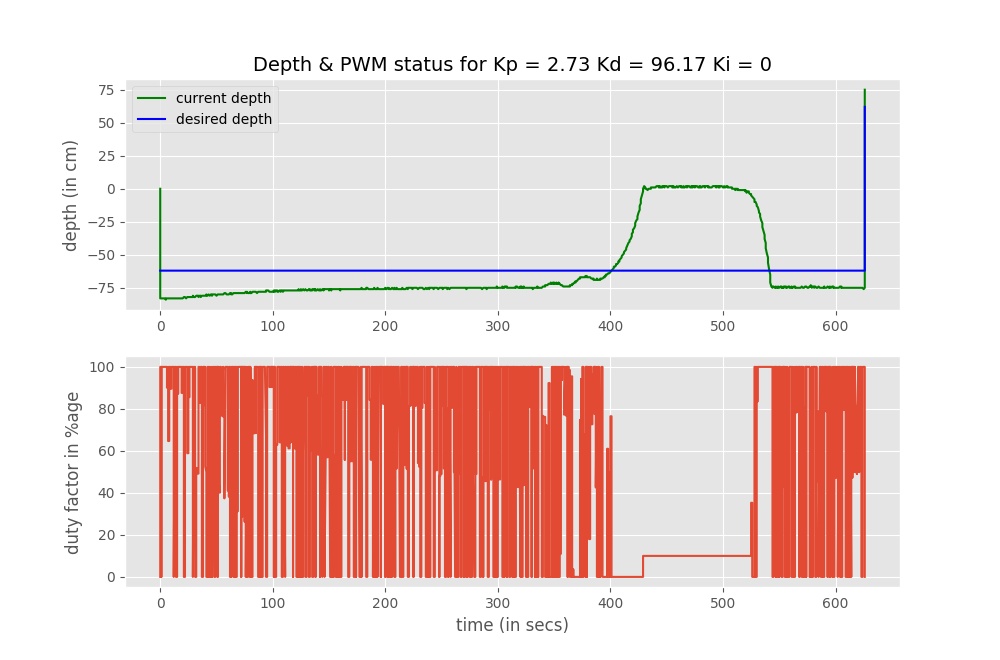 Depth & PWM status for Kp = 2.73 Kd = 96.17 Ki = 0
75
50
25
0
−25
−50
−75
depth (in cm)
current depth
desired depth
0 100 200 300 400 500 600
100
80
60
40
20
0
duty factor in %age
0 100 200 300 400 500 600
time (in secs)